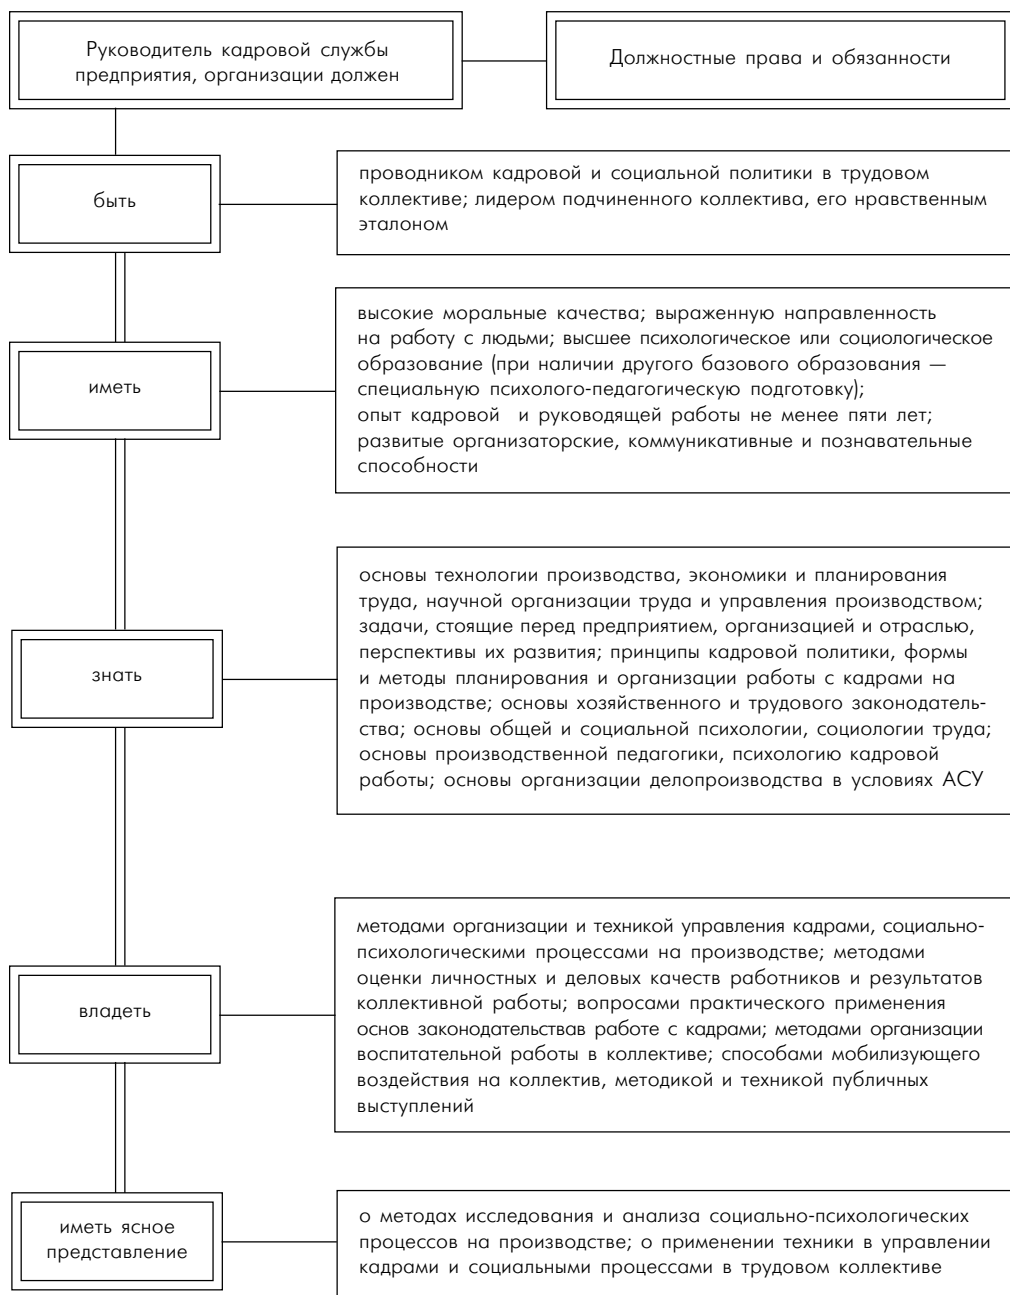 Руководитель кадровой службы
предприятия, организации должен
Должностные права и обязанности
быть
проводником кадровой и социальной политики в трудовом
коллективе; лидером подчиненного коллектива, его нравственным
эталоном
иметь
высокие моральные качества; выраженную направленность
на работу с людьми; высшее психологическое или социологическое
образование (при наличии другого базового образования —
специальную психолого-педагогическую подготовку);
опыт кадровой и руководящей работы не менее пяти лет;
развитые организаторские, коммуникативные и познавательные
способности
знать
основы технологии производства, экономики и планирования
труда, научной организации труда и управления производством;
задачи, стоящие перед предприятием, организацией и отраслью,
перспективы их развития; принципы кадровой политики, формы
и методы планирования и организации работы с кадрами на
производстве; основы хозяйственного и трудового законодатель-
ства; основы общей и социальной психологии, социологии труда;
основы производственной педагогики, психологию кадровой
работы; основы организации делопроизводства в условиях АСУ
владеть
методами организации и техникой управления кадрами, социально-
психологическими процессами на производстве; методами
оценки личностных и деловых качеств работников и результатов
коллективной работы; вопросами практического применения
основ законодательствав работе с кадрами; методами организации
воспитательной работы в коллективе; способами мобилизующего
воздействия на коллектив, методикой и техникой публичных
выступлений
иметь ясное
представление
о методах исследования и анализа социально-психологических
процессов на производстве; о применении техники в управлении
кадрами и социальными процессами в трудовом коллективе